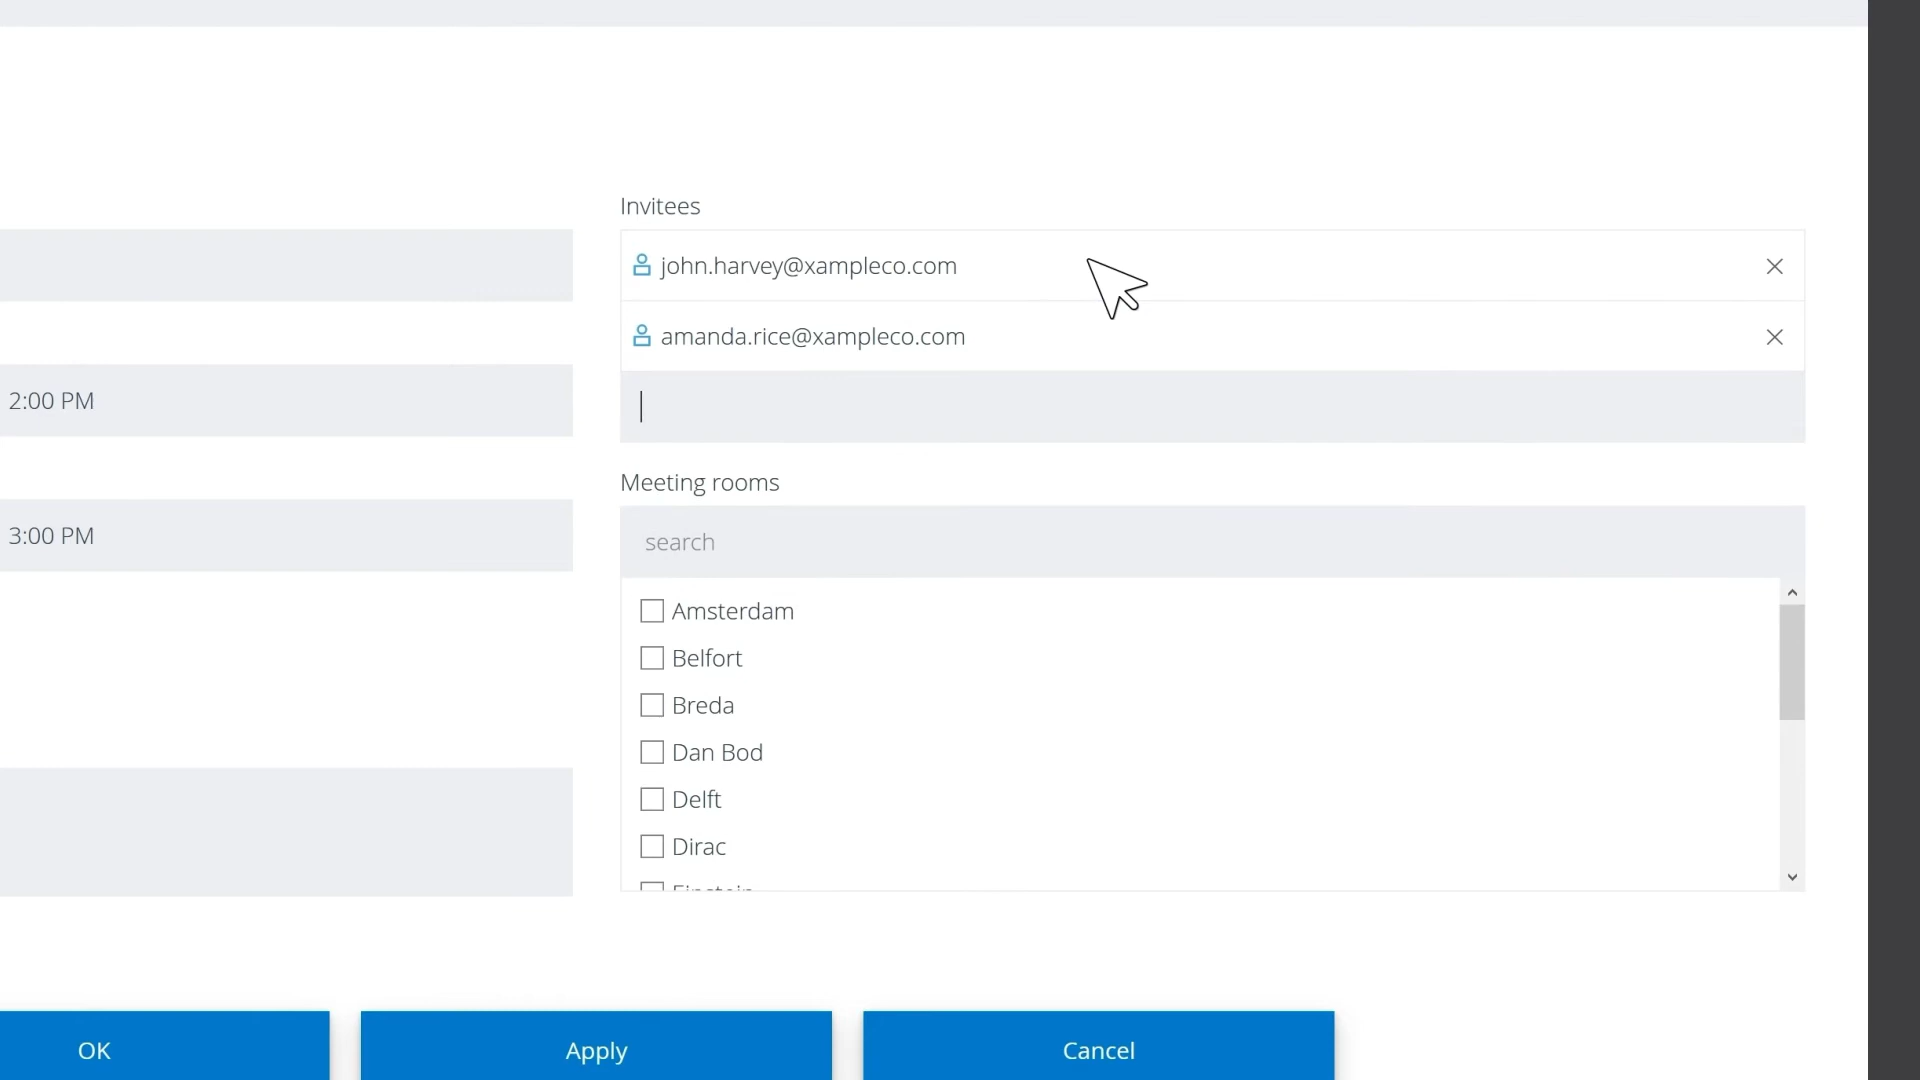 Invitees
john.harvey@xampleco.com
amanda.rice@xampleco.com
2:00 PM
Meeting rooms
3:00 PM
search
Amsterdam
Belfort
Breda
Dan Bod
Delft
Dirac
Einstein
OK
Apply
Cancel